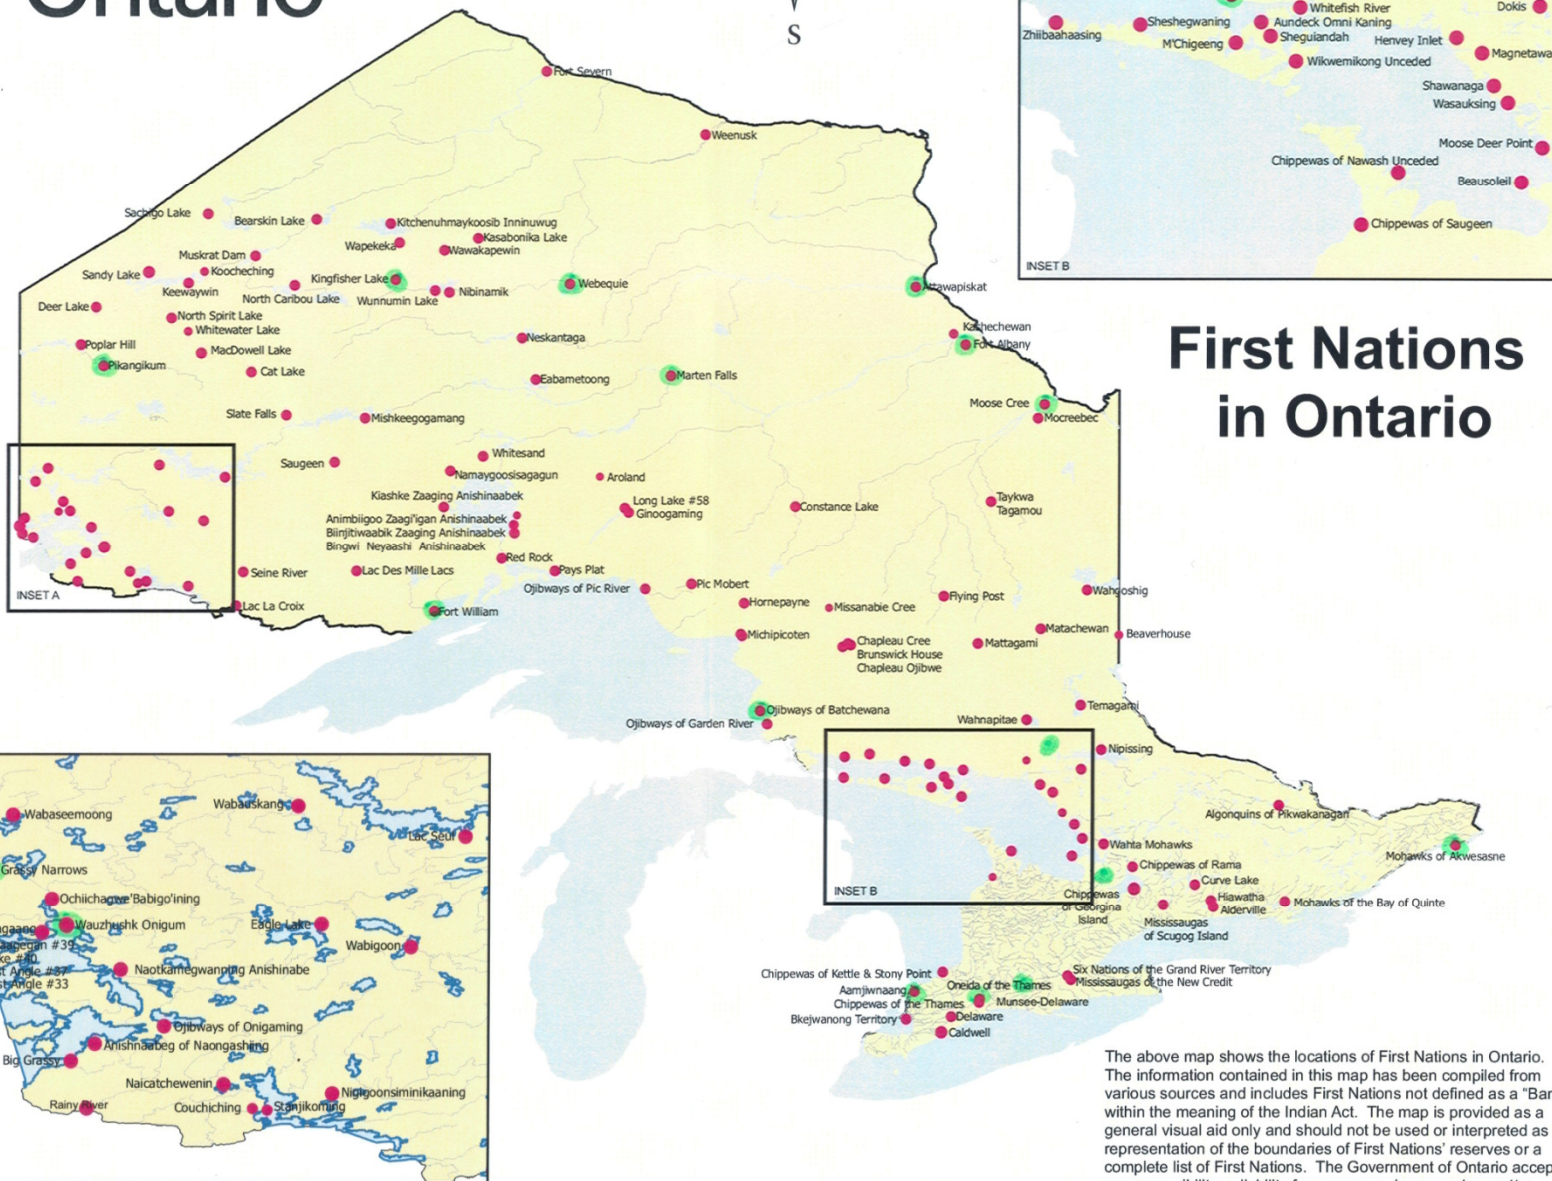 Ontario
S
Fort Severn
Weenusk
Sachigo Lake
Bearskin Lake
Kitchenuhmaykoosib Inninuwug
Kasabonika Lake
Wapekeka
Wawakapewin
Muskrat Dam
Koocheching
Sandy Lake
Kingfisher Lake
Webequie
Attawapiskat
Keewaywin
North Caribou Lake
Wunnumin Lake
Nibinamik
Deer Lake
North Spirit Lake
Whitewater Lake
Kashechewan
Fort Albany
Neskantaga
Poplar Hill
MacDowell Lake
Pikangikum
Cat Lake
Eabametoong
Marten Falls
Moose Cree
Mocreebec
Slate Falls
Mishkeegogamang
Saugeen
Whitesand
Namaygoosisagagun
Aroland
Kiashke Zaaging Anishinaabek
Long Lake #58
Ginoogaming
Constance Lake
Taykwa
Tagamou
Animbiigoo Zaagi'igan Anishinaabek
Biinjitiwaabik Zaaging Anishinaabek
Bingwi Neyaashi Anishinaabek
Red Rock
Seine River
Lac Des Mille Lacs
Pays Plat
Ojibways of Pic River
Pic Mobert
INSET A
Lac La Croix
Fort William
Hornepayne
Missanabie Cree
Flying Post
Wahgoshig
Michipicoten
Chapleau Cree
Brunswick House
Chapleau Ojibwe
Mattagami
Matachewan
Beaverhouse
Ojibways of Batchewana
Ojibways of Garden River
Wahnapitae
Temagami
Nipissing
INSET B
Algonquins of Pikwakanagan
Mohawks of Akwesasne
Wahta Mohawks
Chippewas of Rama
Curve Lake
Chippewas
of Georgina
Island
Hiawatha
Alderville
Mohawks of the Bay of Quinte
Mississaugas
of Scugog Island
Chippewas of Kettle & Stony Point
Six Nations of the Grand River Territory
Mississaugas of the New Credit
Aamjiwnaang
Oneida of the Thames
Chippewas of the Thames
Munsee-Delaware
Bkejwanong Territory
Delaware
Caldwell
Whitefish River
Dokis
Zhiibaahaasing
Sheshegwaning
Aundeck Omni Kaning
M'Chigeeng
Sheguiandah
Henvey Inlet
Magnetawa
Wikwemikong Unceded
Shawanaga
Wasauksing
Moose Deer Point
Chippewas of Nawash Unceded
Beausoleil
Chippewas of Saugeen
INSET B
First Nations
in Ontario
Wabaseemoong
Wabauskang
Lac Seul
Grassy Narrows
Ochiichagwe'Babigo'ining
Wauzhushk Onigum
Eagle Lake
ngaang
aagegan #39
ke #40
st Angle #37
st Angle #33
Wabigoon
Naotkamegwanning Anishinabe
Ojibways of Onigaming
Anishnaabeg of Naongashiing
Big Grassy
Naicatchewenin
Nigigoonsiminikaaning
Rainy River
Couchiching
Stanjikoming
The above map shows the locations of First Nations in Ontario.
The information contained in this map has been compiled from
various sources and includes First Nations not defined as a "Ban
within the meaning of the Indian Act. The map is provided as a
general visual aid only and should not be used or interpreted as
representation of the boundaries of First Nations' reserves or a
complete list of First Nations. The Government of Ontario accep